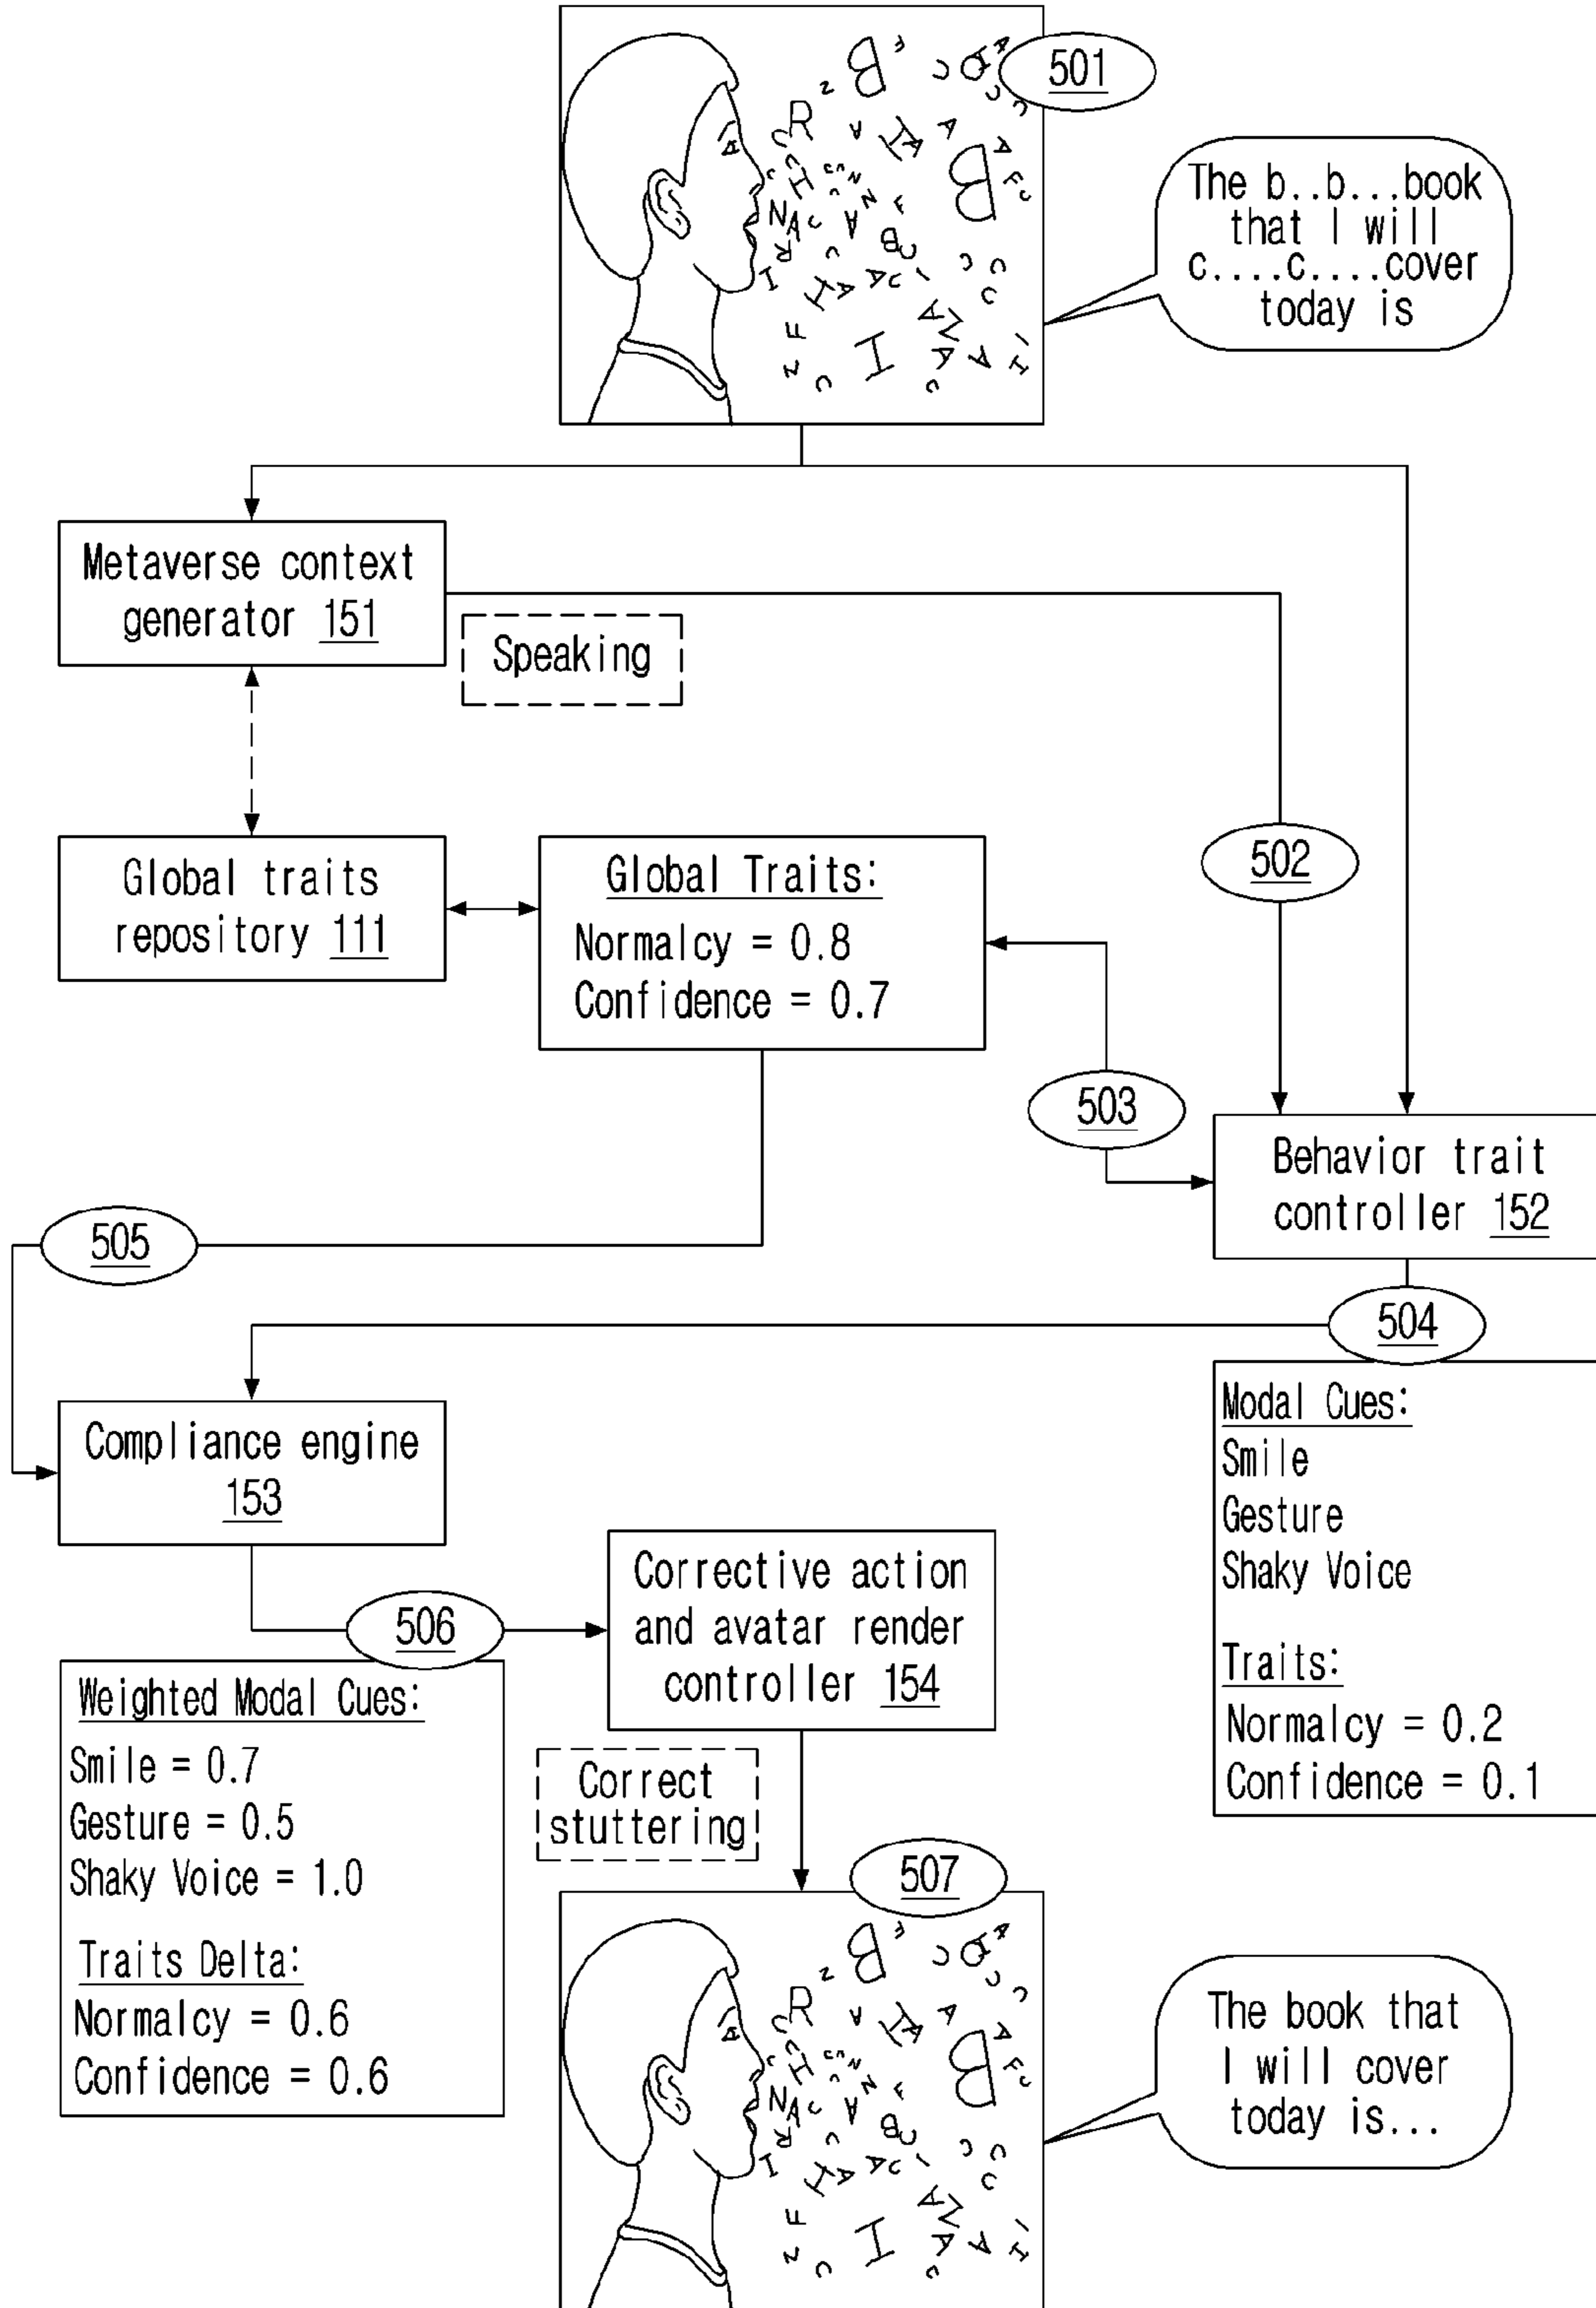 501
The b..b...book
that I will
c....c....cover
today is
Metaverse context
generator 151
Speaking
502
Global traits
repository 111
Global Traits:
Normalcy = 0.8
Confidence = 0.7
503
Behavior trait
controller 152
505
504
Compliance engine
153
Modal Cues:
Smile
Gesture
Shaky Voice
Traits:
Normalcy = 0.2
Confidence = 0.1
506
Corrective action
and avatar render
controller 154
Weighted Modal Cues:
Smile = 0.7
Gesture = 0.5
Shaky Voice = 1.0
Traits Delta:
Normalcy = 0.6
Confidence = 0.6
Correct
stuttering
507
The book that
I will cover
today is...